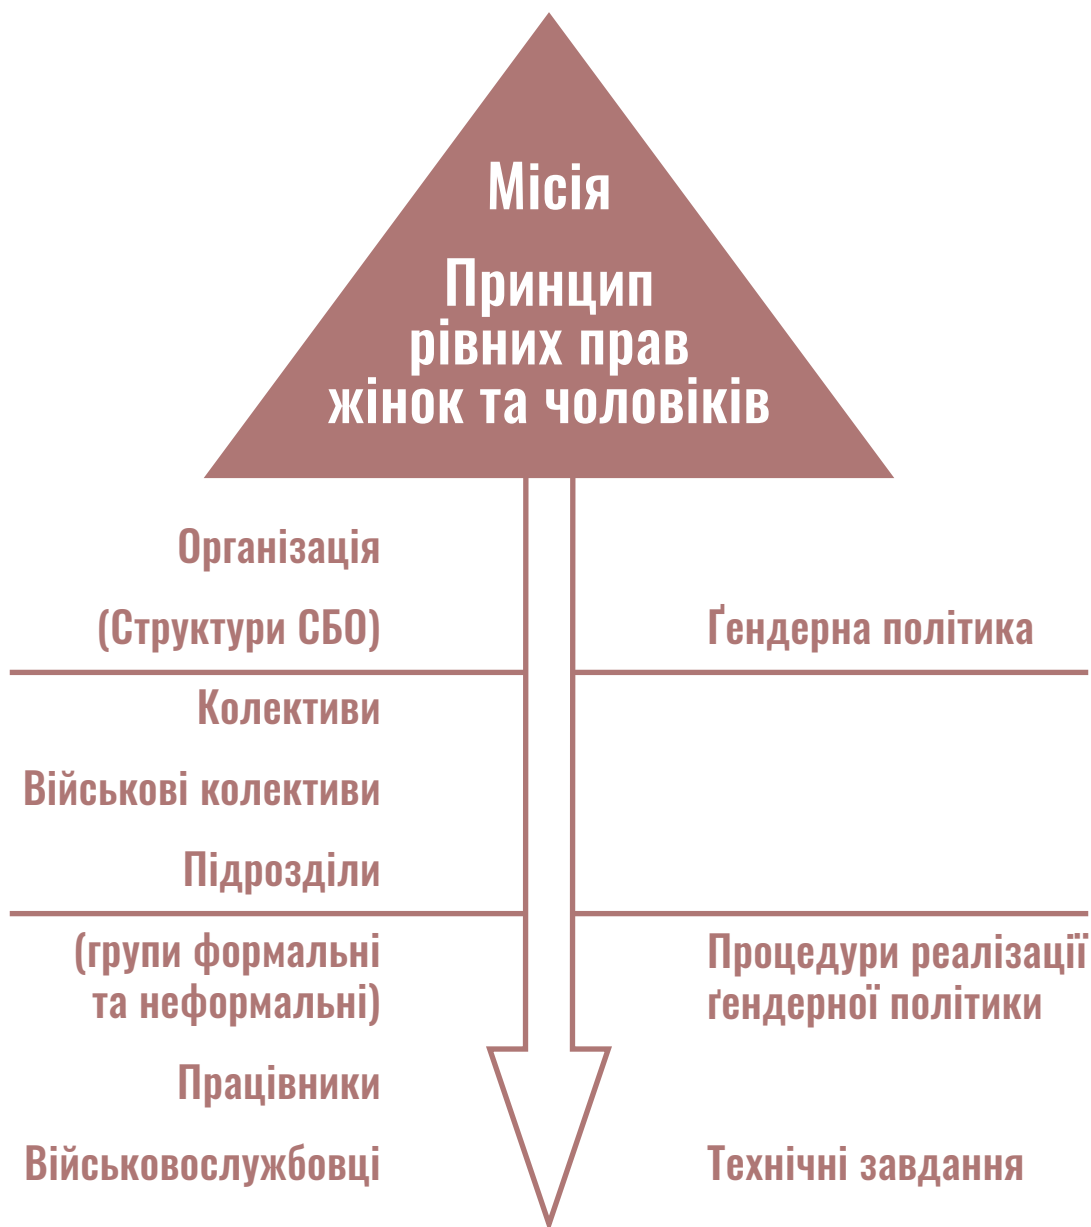 Місія
Принцип
рівних прав
жінок та чоловіків
Організація
(Структури СБО)
Ґендерна політика
Колективи
Військові колективи
Підрозділи
(групи формальні
та неформальні)
Процедури реалізації
ґендерної політики
Працівники
Військовослужбовці
Технічні завдання